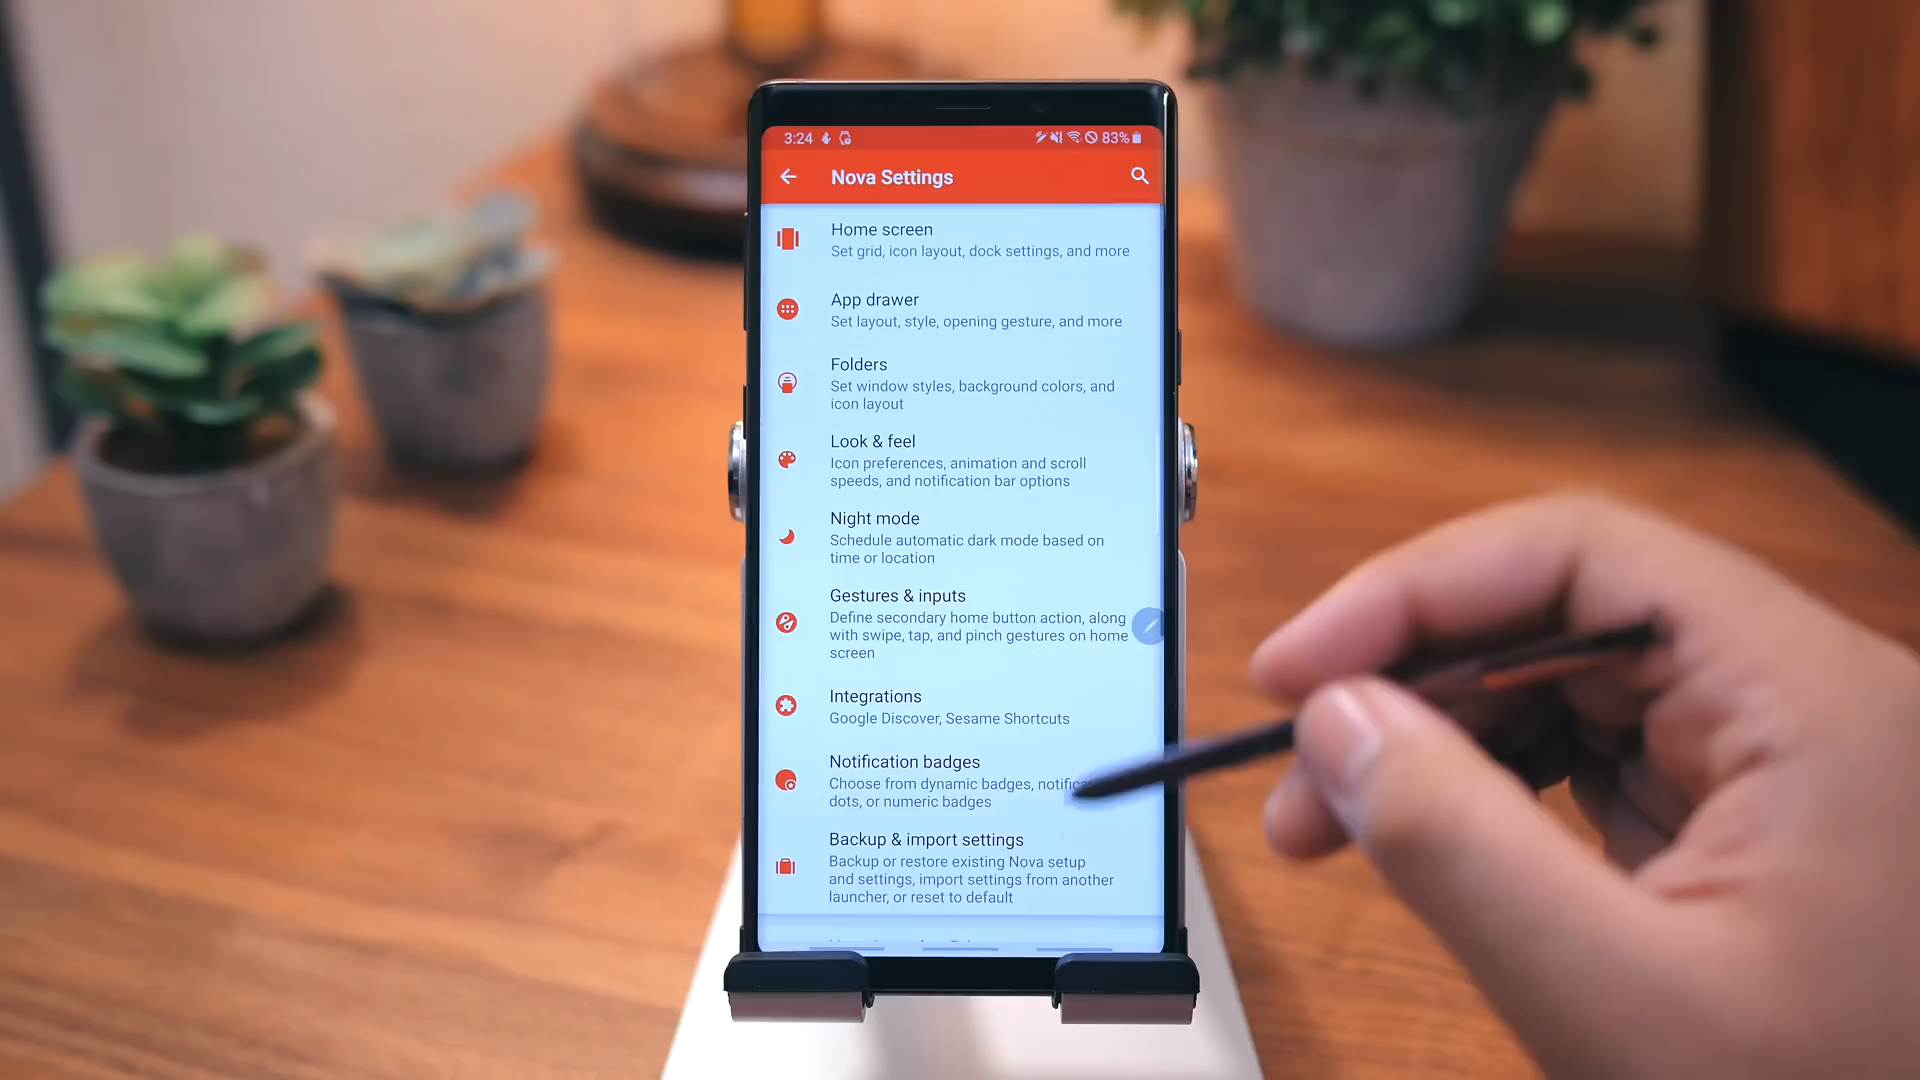 3:24
83%
Nova Settings
Home screen
Set grid, icon layout, dock settings, and more
App drawer
Set layout, style, opening gesture, and more
Folders
Set window styles, background colors, and
icon layout
Look & feel
Icon preferences, animation and scroll
speeds, and notification bar options
Night mode
Schedule automatic dark mode based on
time or location
Gestures & inputs
Define secondary home button action, along
with swipe, tap, and pinch gestures on home
screen
Integrations
Google Discover, Sesame Shortcuts
Notification badges
Choose from dynamic badges,
dots, or numeric badges
Backup & import settings
Backup or restore existing Nova setup
and settings, import settings from another
launcher, or reset to default